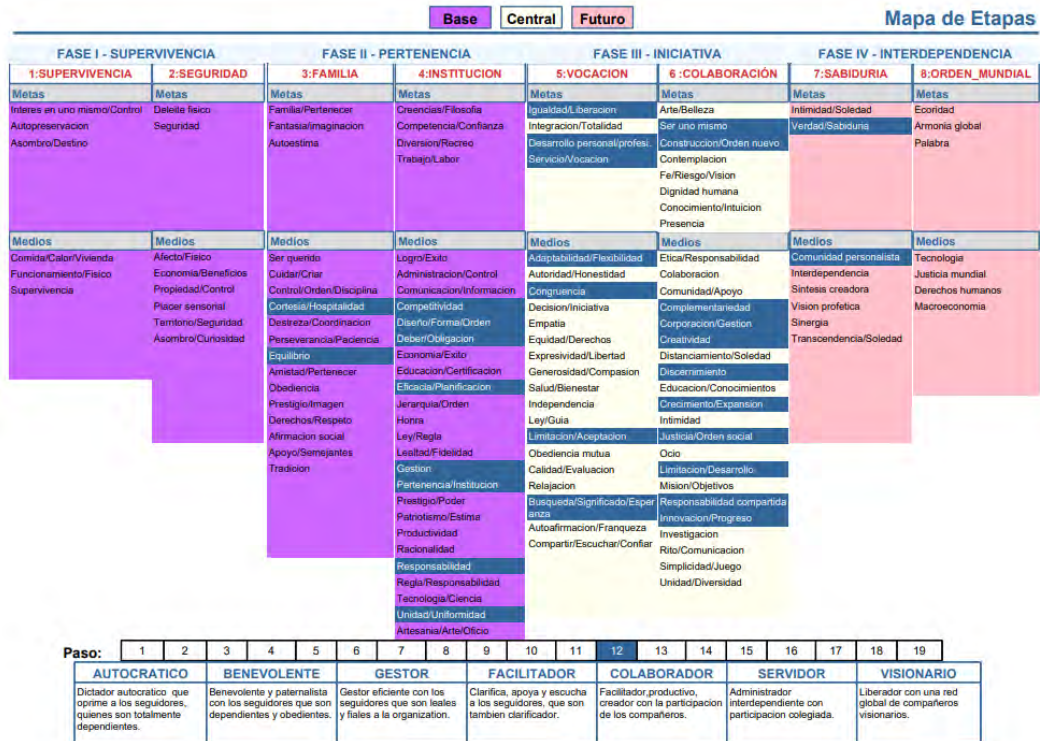 Base Central Futuro
Mapa de Etapas
FASE I - SUPERVIVENCIA
FASE II - PERTENENCIA
FASE III - INICIATIVA
FASE IV - INTERDEPENDENCIA
1:SUPERVIVENCIA
Metas
Interes en uno mismo/Control
Autopreservacion
Asombro/Destino
Medios
Comida/Calor/Vivienda
Funcionamiento/Fisico
Supervivencia
2:SEGURIDAD
Metas
Deleite fisico
Seguridad
Medios
Afecto/Fisico
Economia/Beneficios
Propiedad/Control
Placer sensorial
Territorio/Seguridad
Asombro/Curiosidad
3:FAMILIA
Metas
Familia/Pertenecer
Fantasia/imaginacion
Autoestima
Medios
Ser querido
Cuidar/Criar
Control/Orden/Disciplina
Cortesia/Hospitalidad
Destreza/Coordinacion
Perseverancia/Paciencia
Equilibrio
Amistad/Pertenecer
Obediencia
Prestigio/Imagen
Derechos/Respeto
Afirmacion social
Apoyo/Semejantes
Tradicion
4:INSTITUCION
Metas
Creencias/Filosofia
Competencia/Confianza
Diversion/Recreo
Trabajo/Labor
Medios
Logro/Exito
Administracion/Control
Comunicacion/Informacion
Competitividad
Diseño/Forma/Orden
Deber/Obligacion
Economia/Exito
Educacion/Certificacion
Eficacia/Planificacion
Jerarquia/Orden
Honra
Ley/Regla
Lealtad/Fidelidad
Gestion
Pertenencia/Institucion
Prestigio/Poder
Patriotismo/Estima
Productividad
Racionalidad
Responsabilidad
Regla/Responsabilidad
Tecnologia/Ciencia
Unidad/Uniformidad
Artesania/Arte/Oficio
5:VOCACION
Metas
Igualdad/Liberacion
Integracion/Totalidad
Desarrollo personal/profesi.
Servicio/Vocacion
Medios
Adaptabilidad/Flexibilidad
Autoridad/Honestidad
Congruencia
Decision/Iniciativa
Empatia
Equidad/Derechos
Expresividad/Libertad
Generosidad/Compasion
Salud/Bienestar
Independencia
Ley/Guia
Limitacion/Aceptacion
Obediencia mutua
Calidad/Evaluacion
Relajacion
Busqueda/Significado/Esper
anza
Autoafirmacion/Franqueza
Compartir/Escuchar/Confiar
6 :COLABORACIÓN
Metas
Arte/Belleza
Ser uno mismo
Construccion/Orden nuevo
Contemplacion
Fe/Riesgo/Vision
Dignidad humana
Conocimiento/Intuicion
Presencia
Medios
Etica/Responsabilidad
Colaboracion
Comunidad/Apoyo
Complementariedad
Corporacion/Gestion
Creatividad
Distanciamiento/Soledad
Discernimiento
Educacion/Conocimientos
Crecimiento/Expansion
Intimidad
Justicia/Orden social
Ocio
Limitacion/Desarrollo
Mision/Objetivos
Responsabilidad compartida
Innovacion/Progreso
Investigacion
Rito/Comunicacion
Simplicidad/Juego
Unidad/Diversidad
7:SABIDURIA
Metas
Intimidad/Soledad
Verdad/Sabiduria
Medios
Comunidad personalista
Interdependencia
Sintesis creadora
Vision profetica
Sinergia
Transcendencia/Soledad
8:ORDEN_MUNDIAL
Metas
Ecoridad
Armonia global
Palabra
Medios
Tecnologia
Justicia mundial
Derechos humanos
Macroeconomia
Paso: 1 2 3 4 5 6 7 8 9 10 11 12 13 14 15 16 17 18 19
AUTOCRATICO
Dictador autocratico que
oprime a los seguidores,
quienes son totalmente
dependientes.
BENEVOLENTE
Benevolente y paternalista
con los seguidores que son
dependientes y obedientes.
GESTOR
Gestor eficiente con los
seguidores que son leales
y fiales a la organization.
FACILITADOR
Clarifica, apoya y escucha
a los seguidores, que son
tambien clarificador.
COLABORADOR
Facilitador,productivo,
creador con la participacion
de los compañeros.
SERVIDOR
Administrador
interdependiente con
participacion colegiada.
VISIONARIO
Liberador con una red
global de compañeros
visionarios.